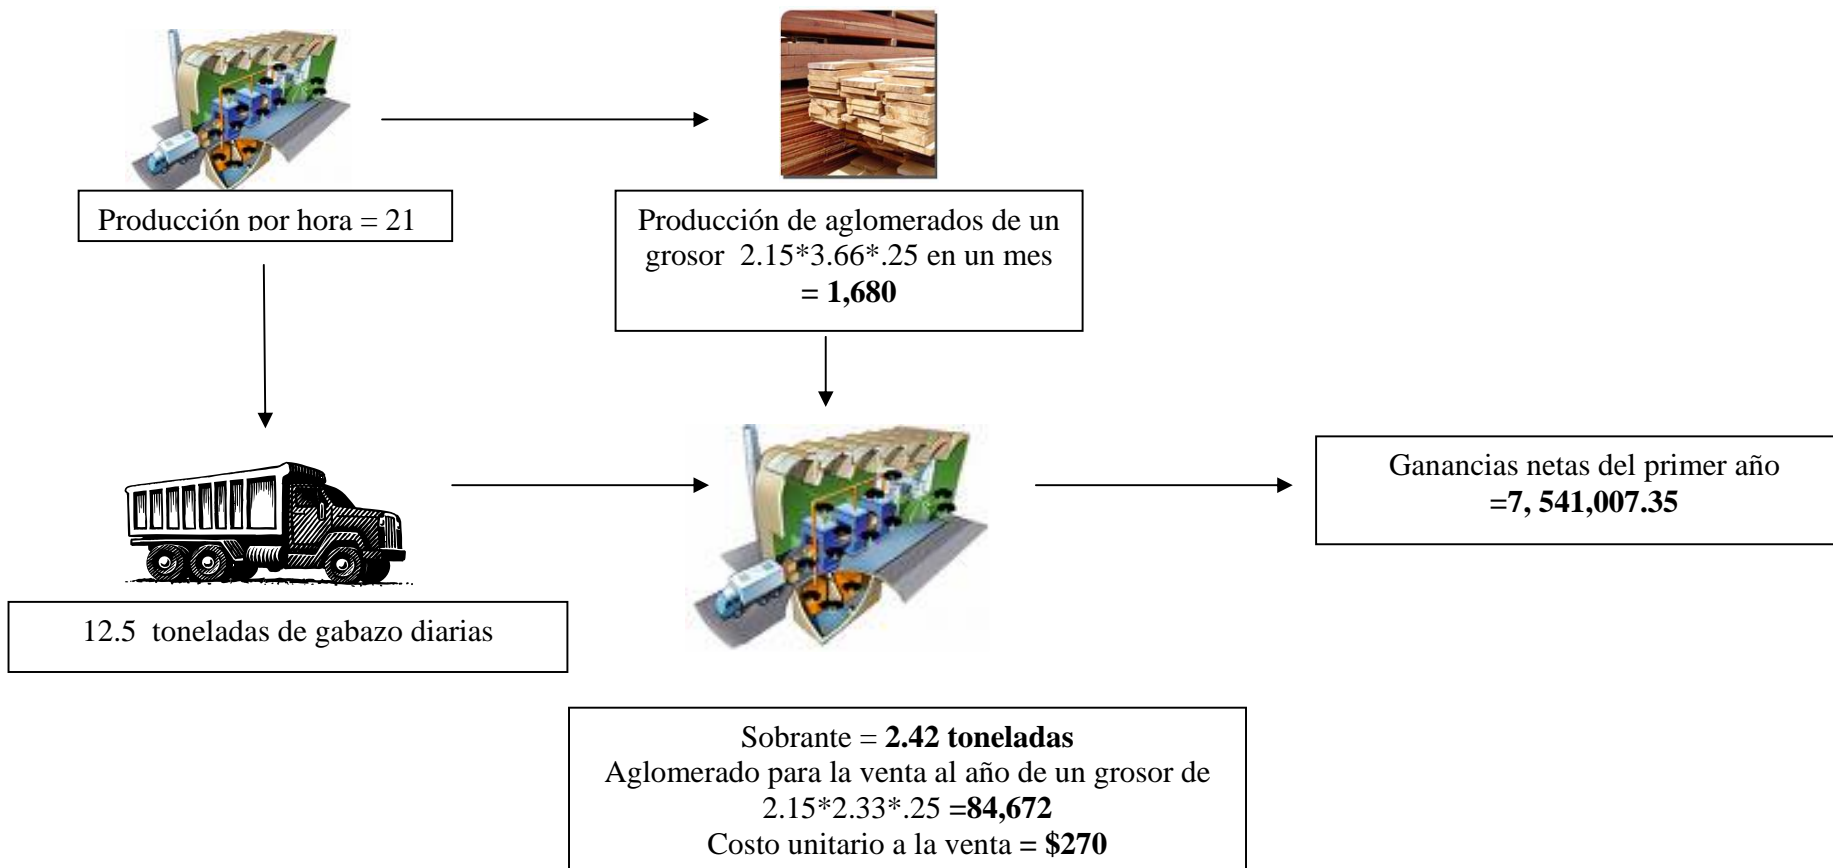 Producción por hora = 21
Producción de aglomerados de un
grosor 2.15*3.66*.25 en un mes
= 1,680
Ganancias netas del primer año
=7, 541,007.35
12.5 toneladas de gabazo diarias
Sobrante = 2.42 toneladas
Aglomerado para la venta al año de un grosor de
2.15*2.33*.25 =84,672
Costo unitario a la venta = $270